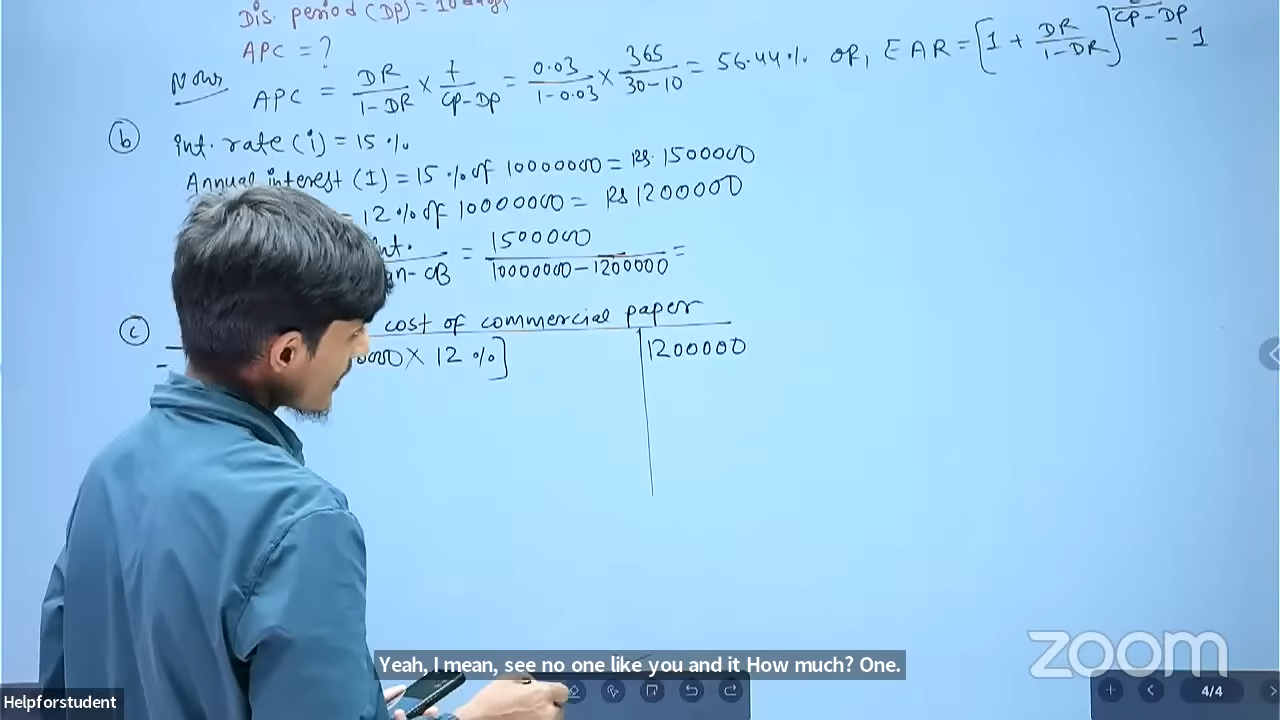 Dis. period (DP) = 10 days
APC = ?
Now,
APC = DR/1-DR × t/CP-DP = 0.03/1-0.03 × 365/30-10 = 56.44% OR, EAR = [1 + DR/1-DR]^t/CP-DP - 1
(b) Int. rate (i) = 15%
Annual interest (I) = 15% of 10000000 = Rs. 1500000
= 12% of 10000000 = Rs 1200000
Int./an-CB = 1500000/10000000-1200000 =
(c) cost of commercial paper
× 12%] 1200000
zoom
Yeah, I mean, see no one like you and it How much? One.
4/4
Helpforstudent